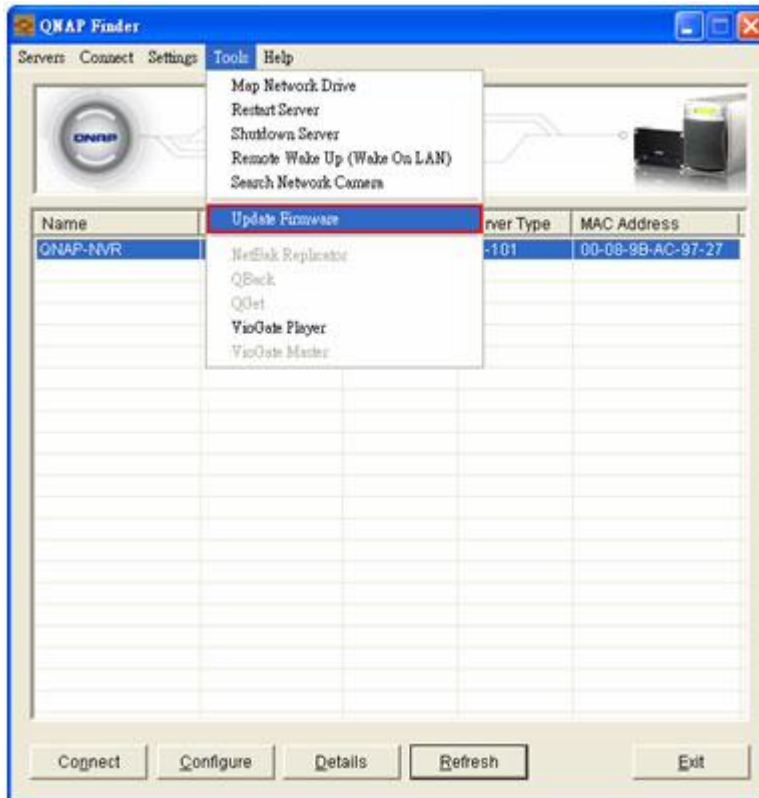 QNAP Finder
Servers Connect Settings Tools Help
QNAP
Map Network Drive
Restart Server
Shutdown Server
Remote Wake Up (Wake On LAN)
Search Network Camera
Update Firmware
NetBak Replicator
QBack
QGet
VioGate Player
VioGate Master
Name rver Type MAC Address
QNAP-NVR -101 00-08-9B-AC-97-27
Connect Configure Details Refresh Exit